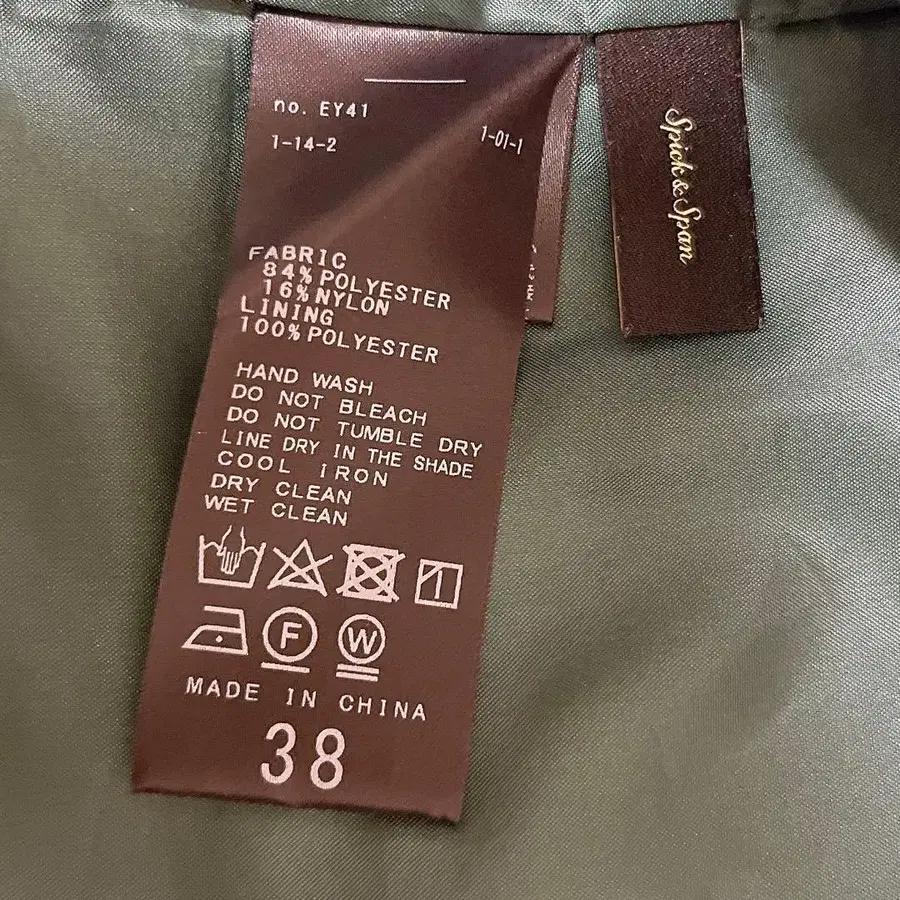 no. EY41
1-14-2
1-01-1
FABRIC
84% POLYESTER
16% NYLON
LINING
100% POLYESTER
HAND WASH
DO NOT BLEACH
DO NOT TUMBLE DRY
LINE DRY IN THE SHADE
COOL IRON
DRY CLEAN
WET CLEAN
F
W
MADE IN CHINA
38
Spick & Span